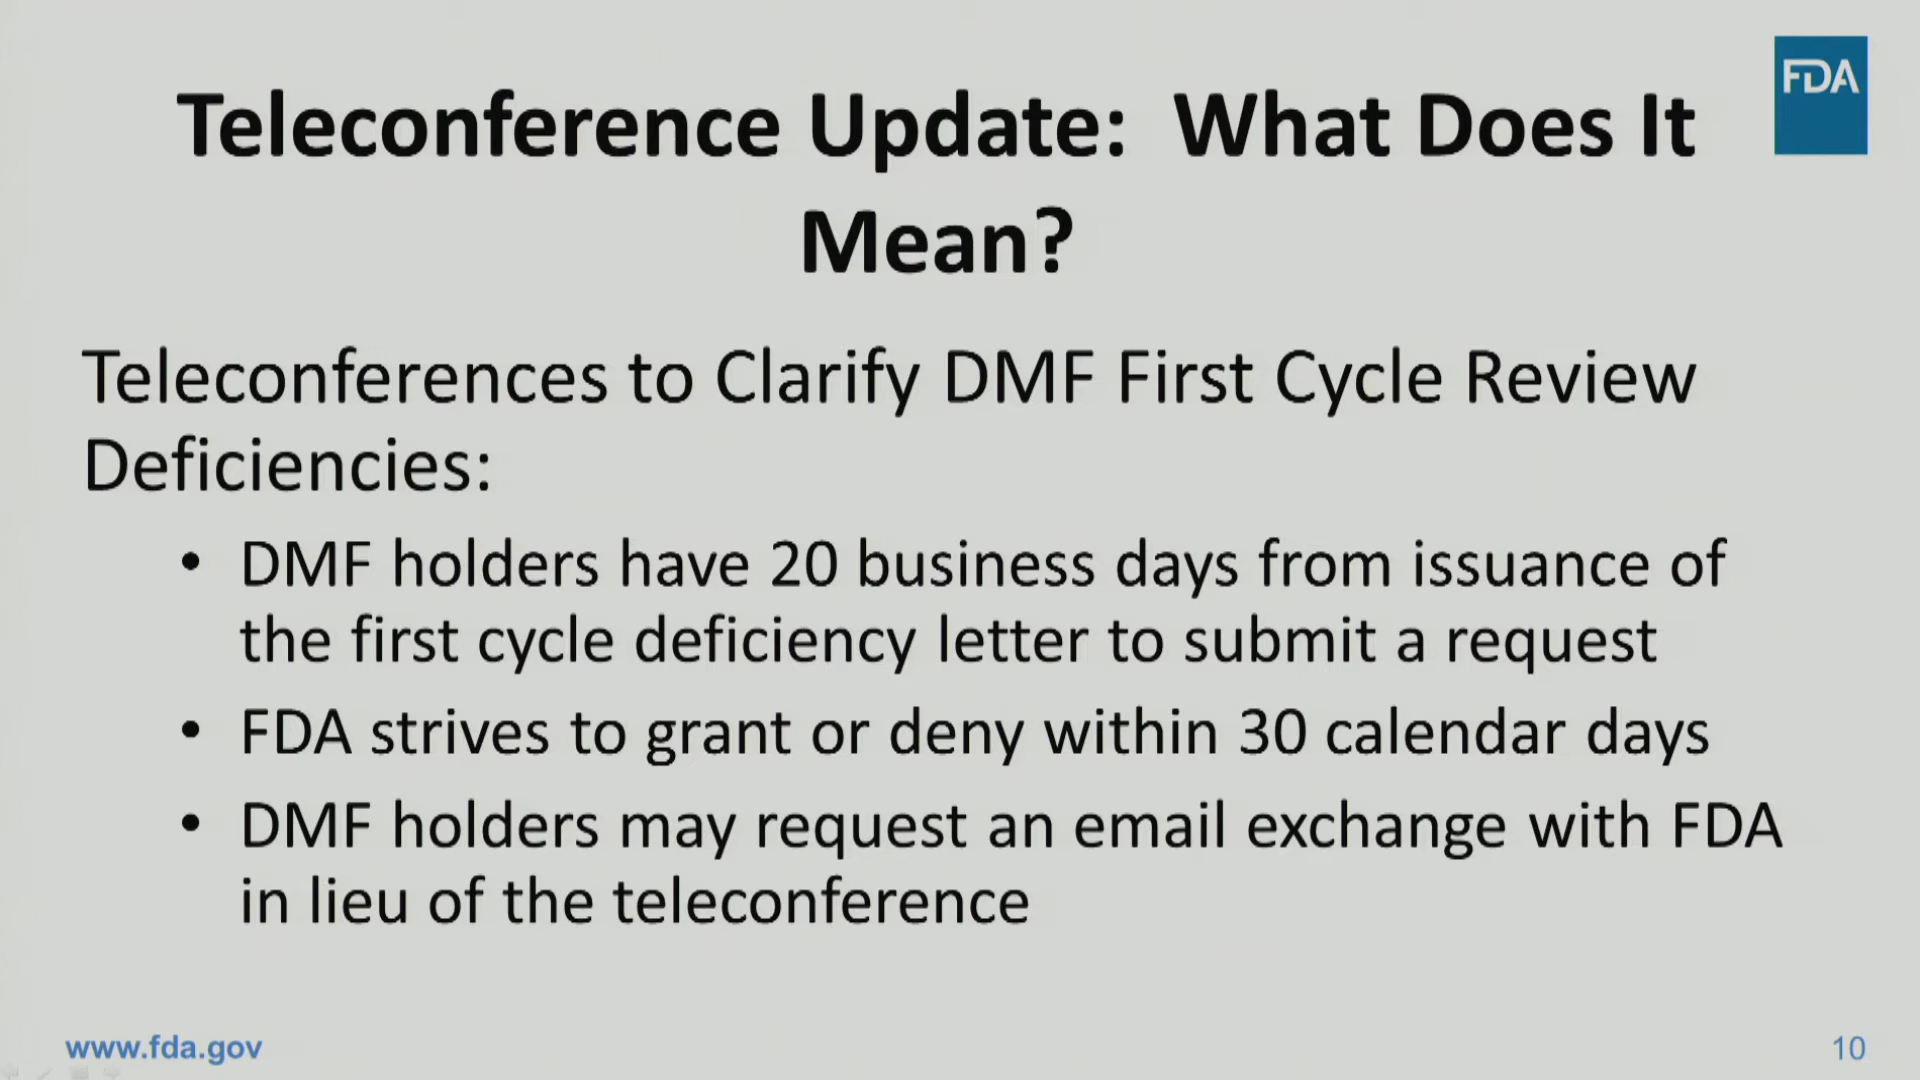 FDA
Teleconference Update:  What Does It
Mean?
Teleconferences to Clarify DMF First Cycle Review
Deficiencies:
• DMF holders have 20 business days from issuance of
the first cycle deficiency letter to submit a request
• FDA strives to grant or deny within 30 calendar days
• DMF holders may request an email exchange with FDA
in lieu of the teleconference
www.fda.gov
10